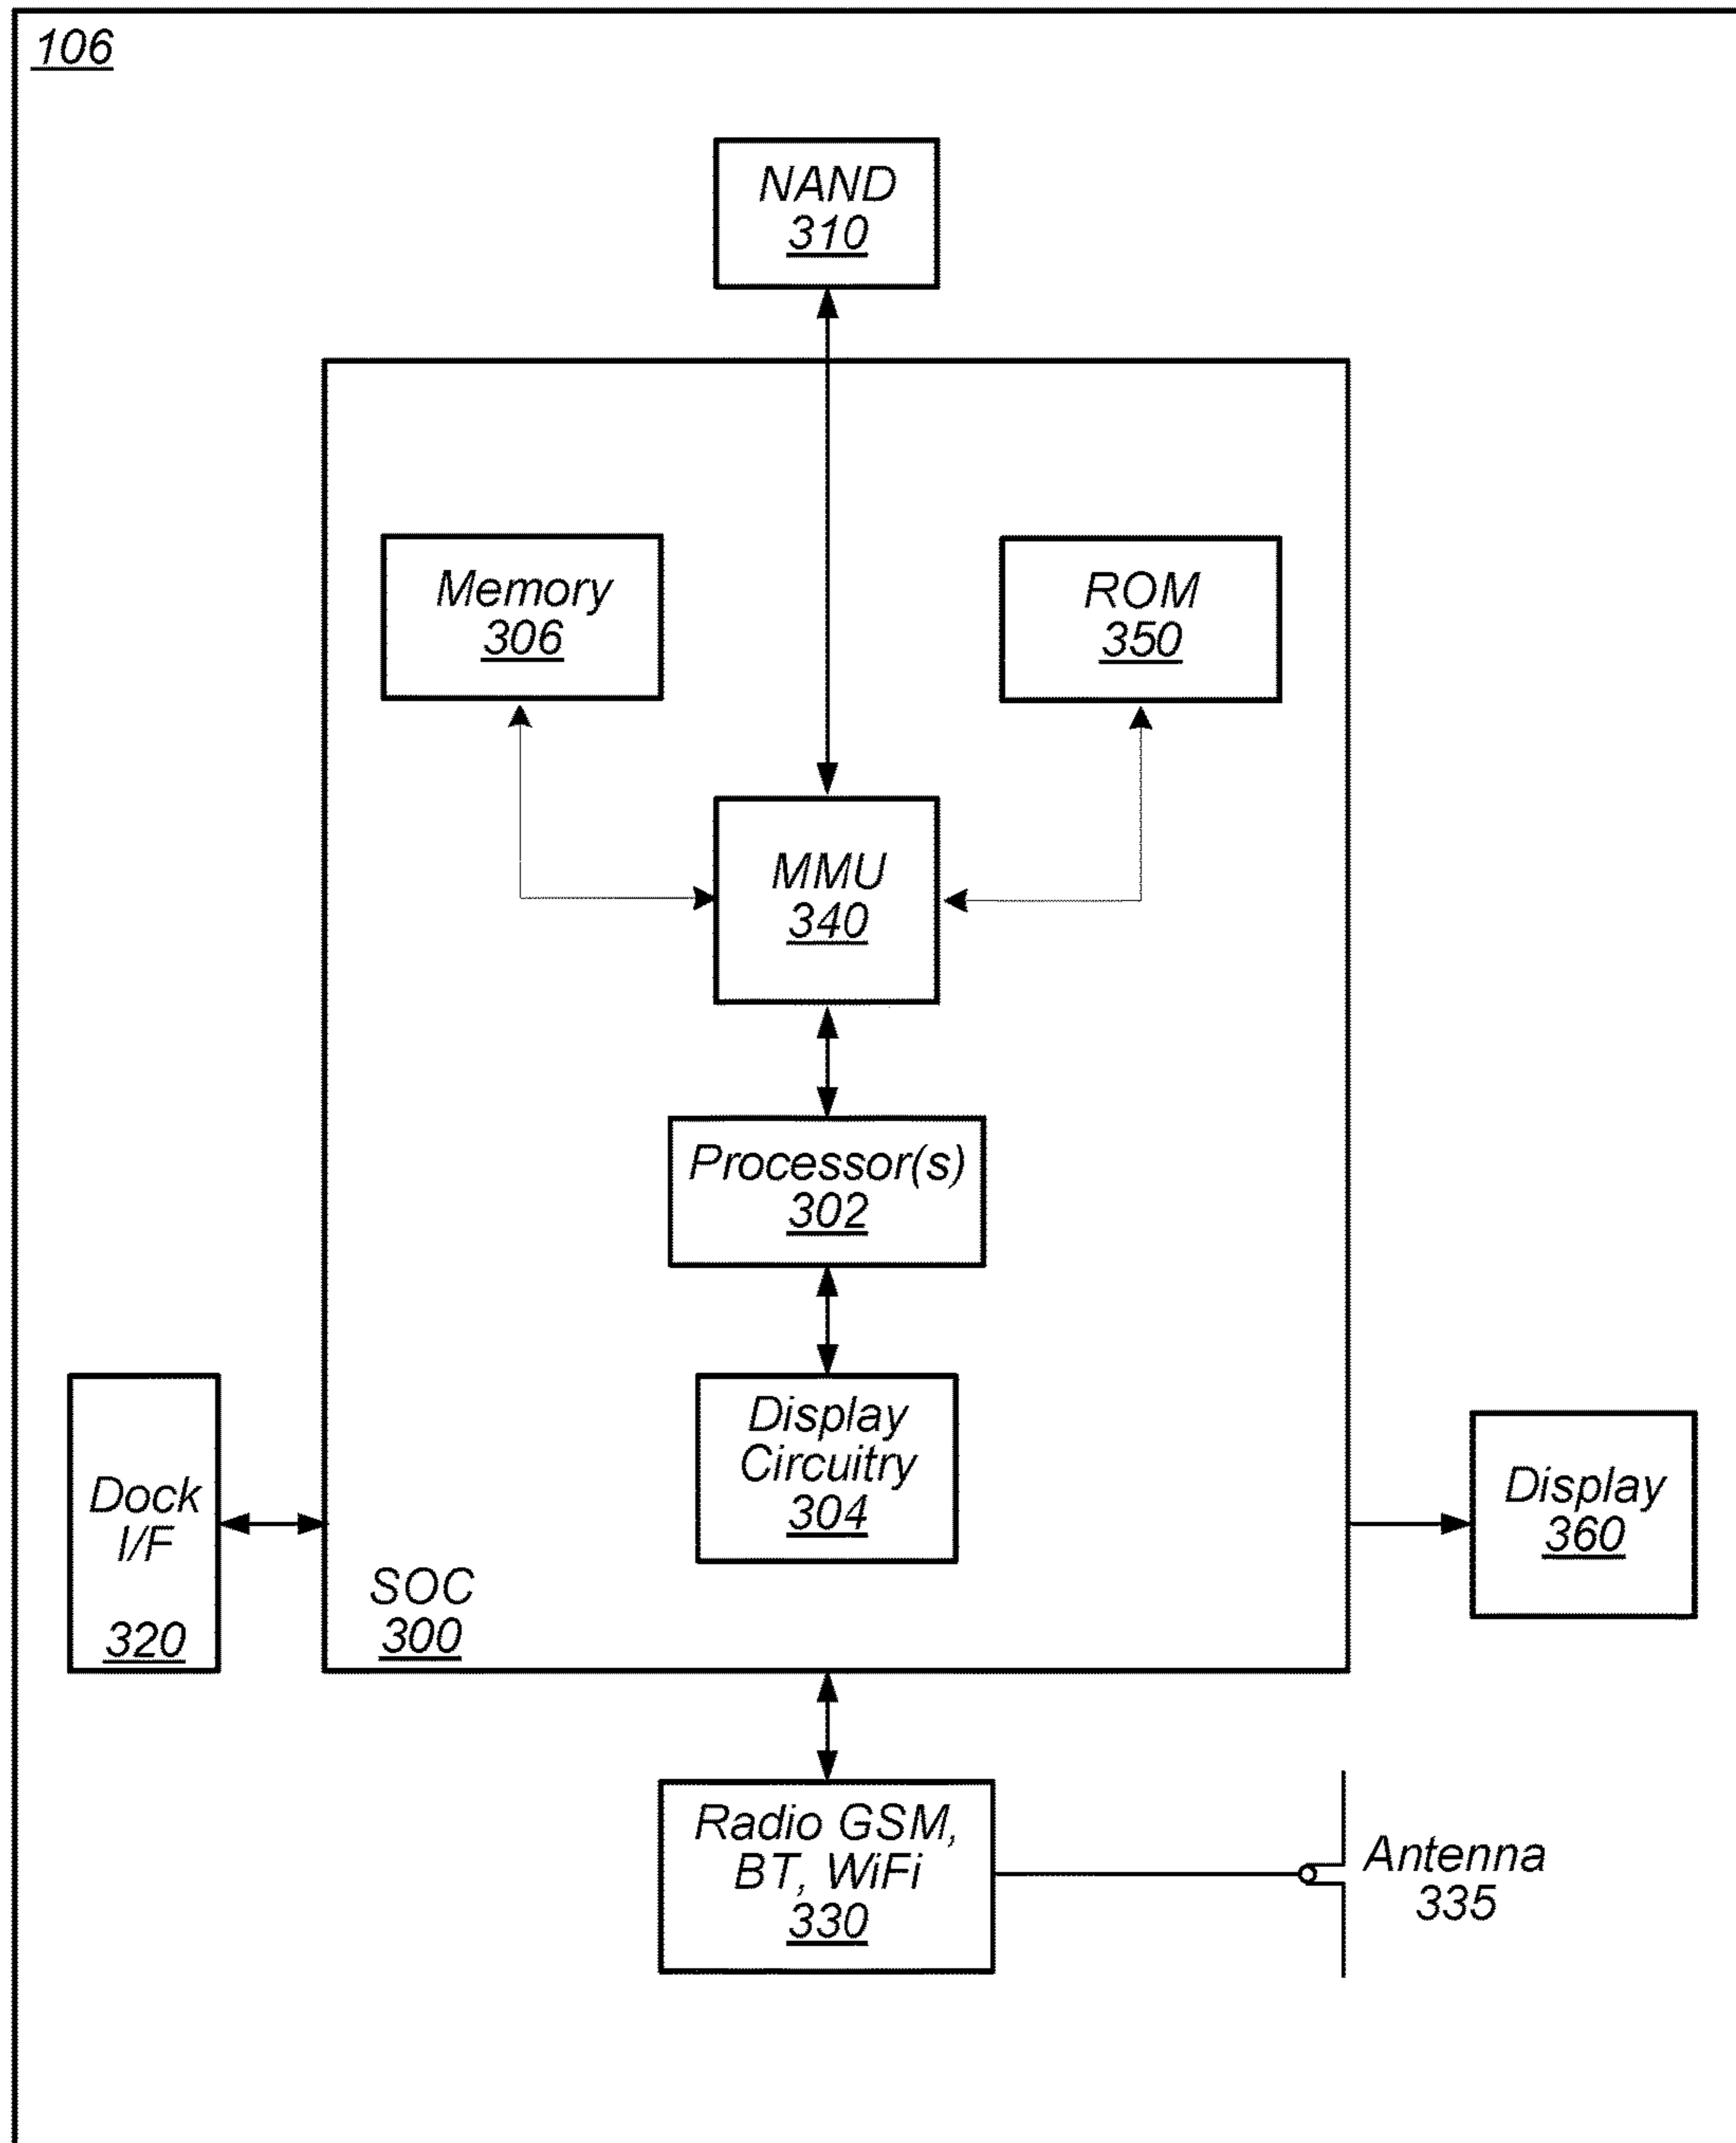 106
NAND
310
Memory
306
ROM
350
MMU
340
Processor(s)
302
Display
Circuitry
304
Dock
I/F
320
SOC
300
Display
360
Radio GSM,
BT, WiFi
330
Antenna
335